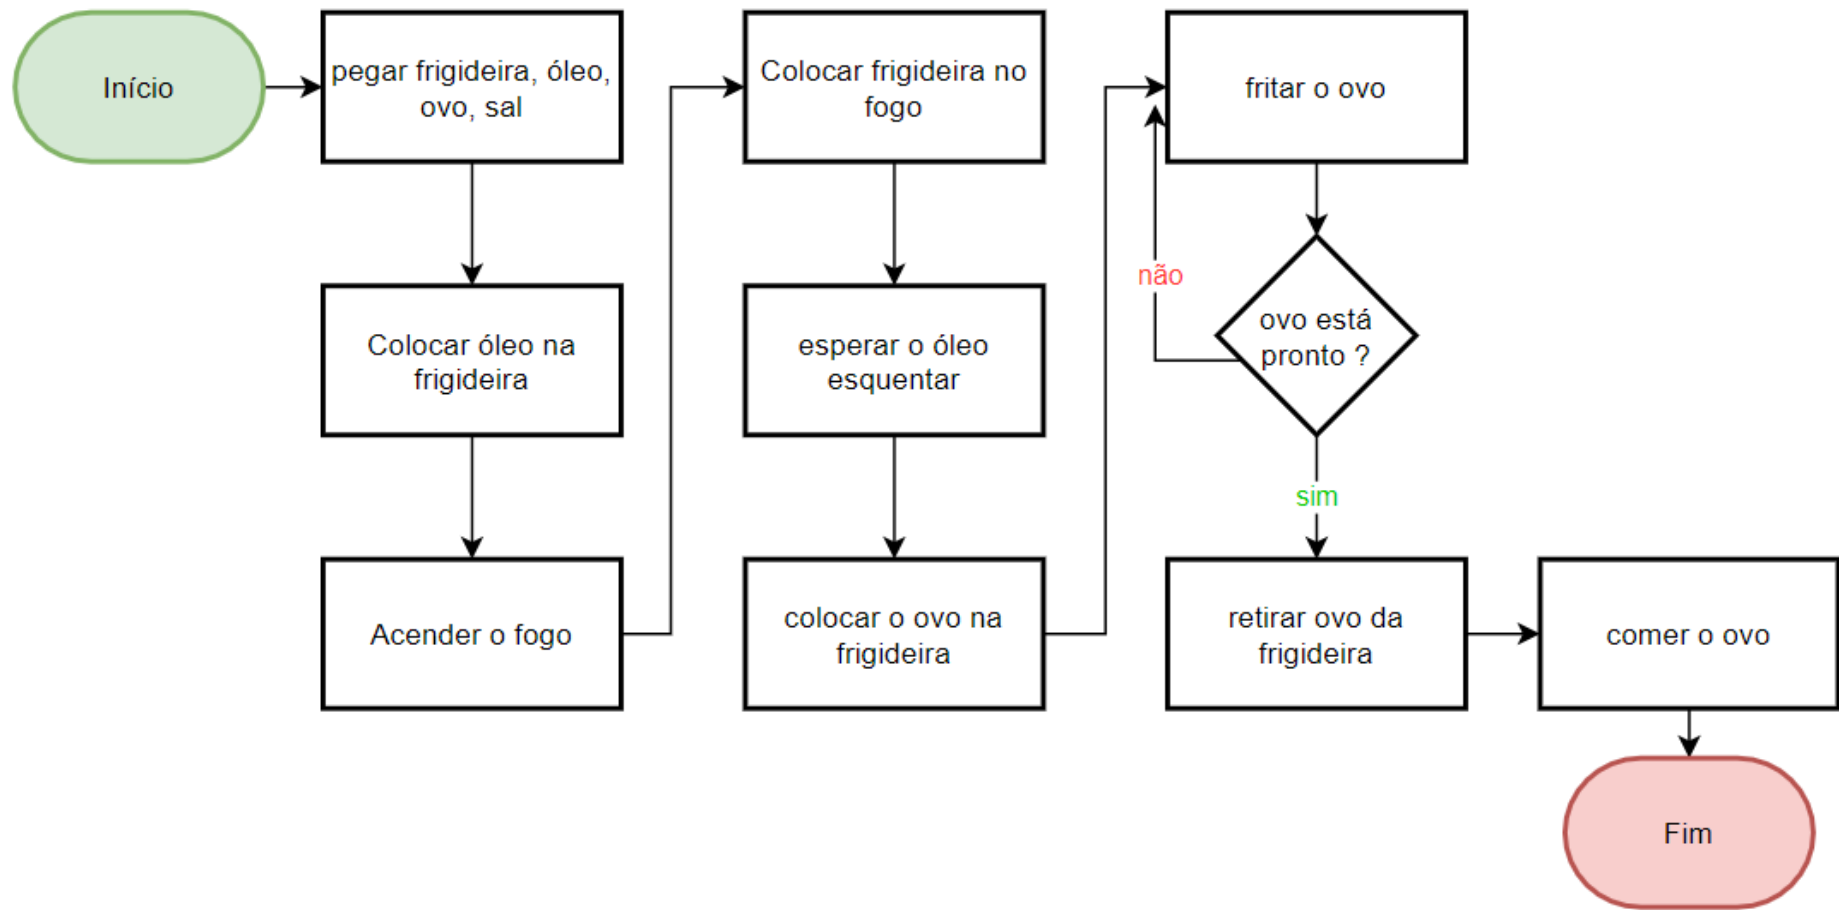 Início
pegar frigideira, óleo,
ovo, sal
Colocar óleo na
frigideira
Acender o fogo
Colocar frigideira no
fogo
esperar o óleo
esquentar
colocar o ovo na
frigideira
fritar o ovo
ovo está
pronto ?
não
sim
retirar ovo da
frigideira
comer o ovo
Fim